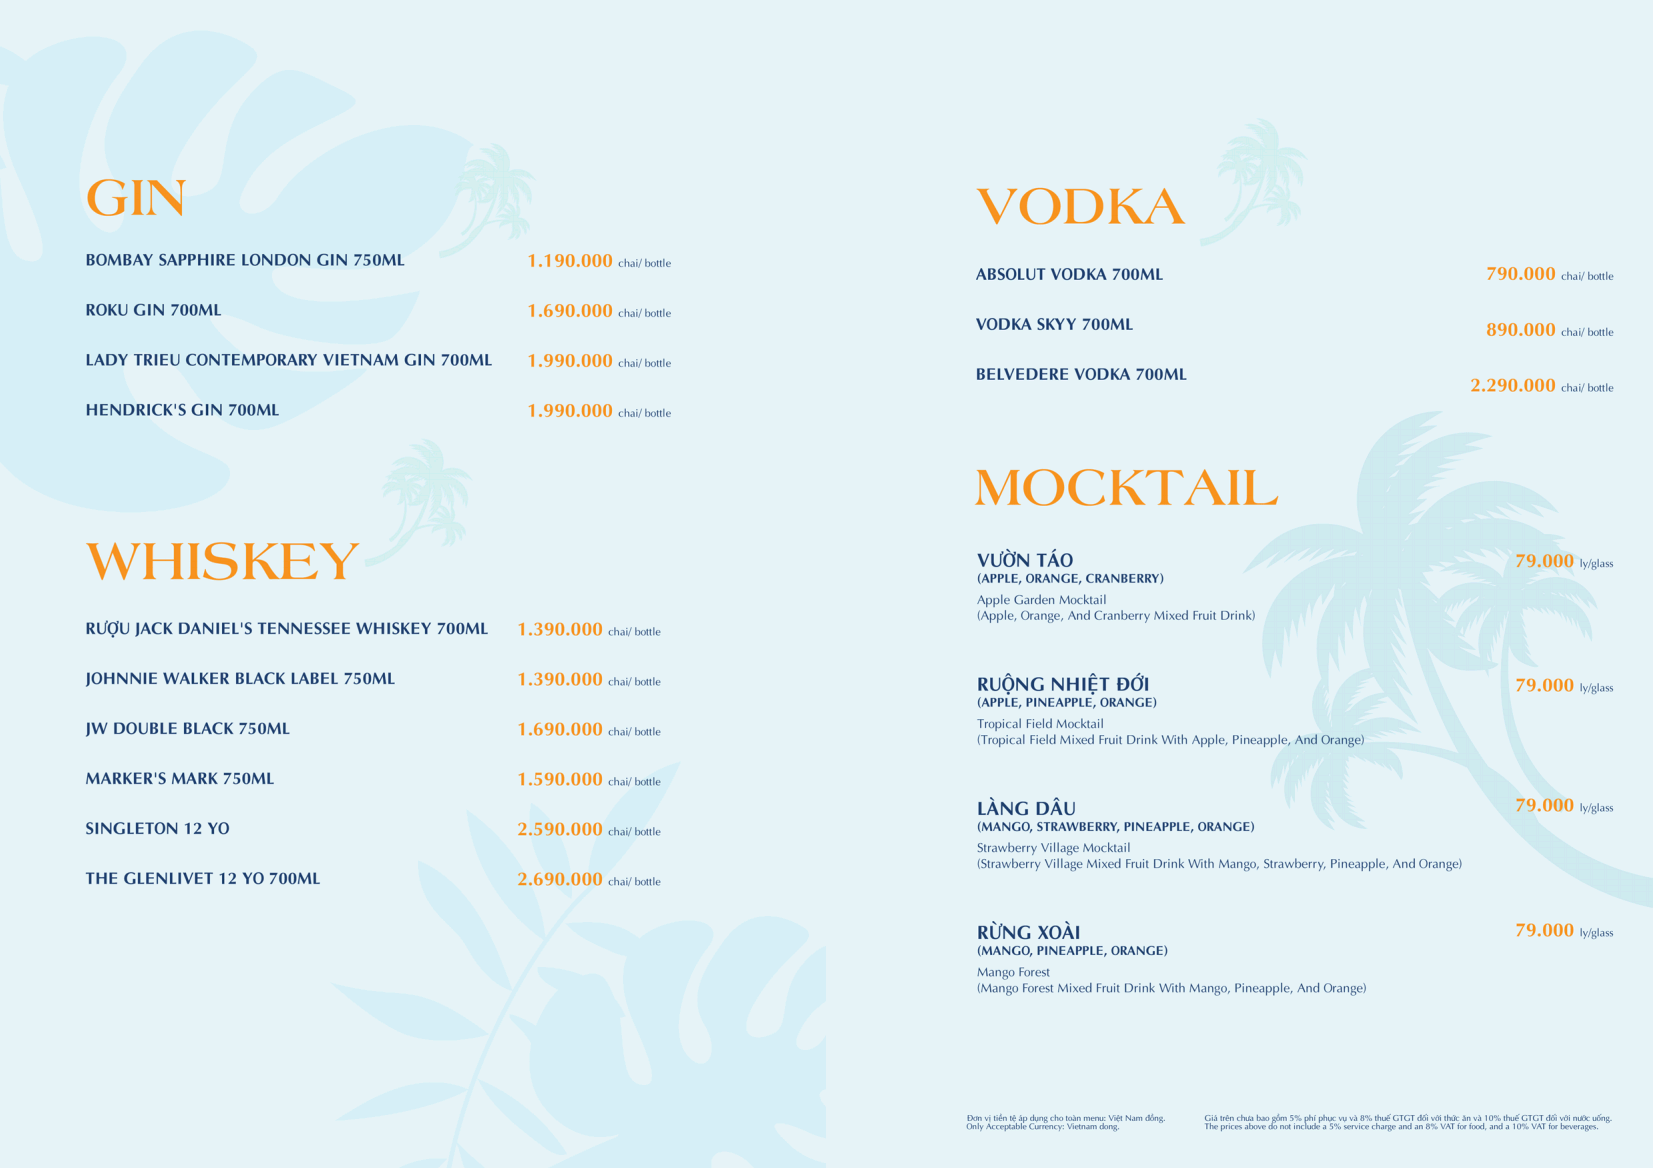 GIN
BOMBAY SAPPHIRE LONDON GIN 750ML 1.190.000 chai/ bottle
ROKU GIN 700ML 1.690.000 chai/ bottle
LADY TRIEU CONTEMPORARY VIETNAM GIN 700ML 1.990.000 chai/ bottle
HENDRICK'S GIN 700ML 1.990.000 chai/ bottle
WHISKEY
RƯỢU JACK DANIEL'S TENNESSEE WHISKEY 700ML 1.390.000 chai/ bottle
JOHNNIE WALKER BLACK LABEL 750ML 1.390.000 chai/ bottle
JW DOUBLE BLACK 750ML 1.690.000 chai/ bottle
MARKER'S MARK 750ML 1.590.000 chai/ bottle
SINGLETON 12 YO 2.590.000 chai/ bottle
THE GLENLIVET 12 YO 700ML 2.690.000 chai/ bottle
VODKA
ABSOLUT VODKA 700ML 790.000 chai/ bottle
VODKA SKYY 700ML 890.000 chai/ bottle
BELVEDERE VODKA 700ML 2.290.000 chai/ bottle
MOCKTAIL
VƯỜN TÁO 79.000 ly/glass
(APPLE, ORANGE, CRANBERRY)
Apple Garden Mocktail
(Apple, Orange, And Cranberry Mixed Fruit Drink)
RUỘNG NHIỆT ĐỚI 79.000 ly/glass
(APPLE, PINEAPPLE, ORANGE)
Tropical Field Mocktail
(Tropical Field Mixed Fruit Drink With Apple, Pineapple, And Orange)
LÀNG DÂU 79.000 ly/glass
(MANGO, STRAWBERRY, PINEAPPLE, ORANGE)
Strawberry Village Mocktail
(Strawberry Village Mixed Fruit Drink With Mango, Strawberry, Pineapple, And Orange)
RỪNG XOÀI 79.000 ly/glass
(MANGO, PINEAPPLE, ORANGE)
Mango Forest
(Mango Forest Mixed Fruit Drink With Mango, Pineapple, And Orange)
Đơn vị tiền tệ áp dụng cho toàn menu: Việt Nam đồng.
Only Acceptable Currency: Vietnam dong.
Giá trên chưa bao gồm 5% phí phục vụ và 8% thuế GTGT đối với thức ăn và 10% thuế GTGT đối với nước uống.
The prices above do not include a 5% service charge and an 8% VAT for food, and a 10% VAT for beverages.